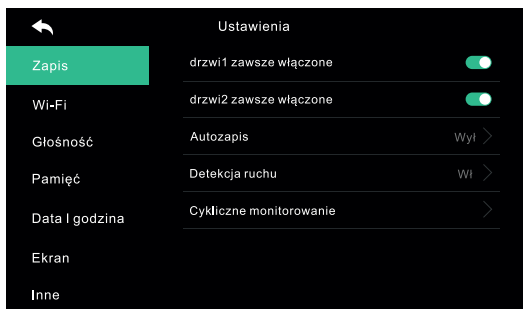 Ustawienia
Zapis
Wi-Fi
Głośność
Pamięć
Data I godzina
Ekran
Inne
drzwi1 zawsze włączone
drzwi2 zawsze włączone
Autozapis Wył
Detekcja ruchu Wł
Cykliczne monitorowanie